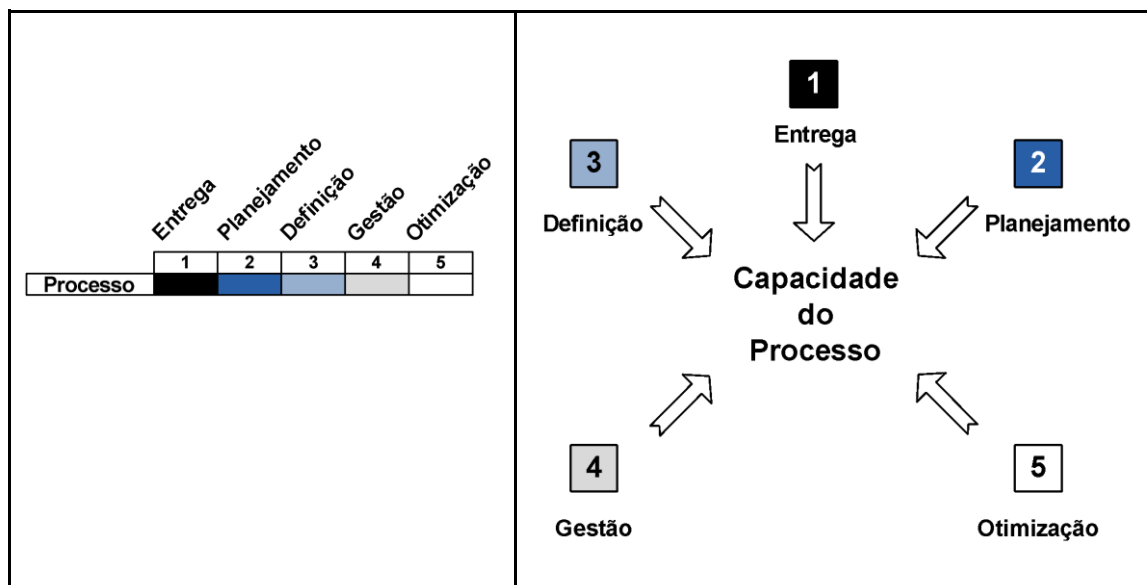 Entrega
Planejamento
Definição
Gestão
Otimização
1 2 3 4 5
Processo
1
Entrega
3
Definição
2
Planejamento
Capacidade
do
Processo
4
Gestão
5
Otimização